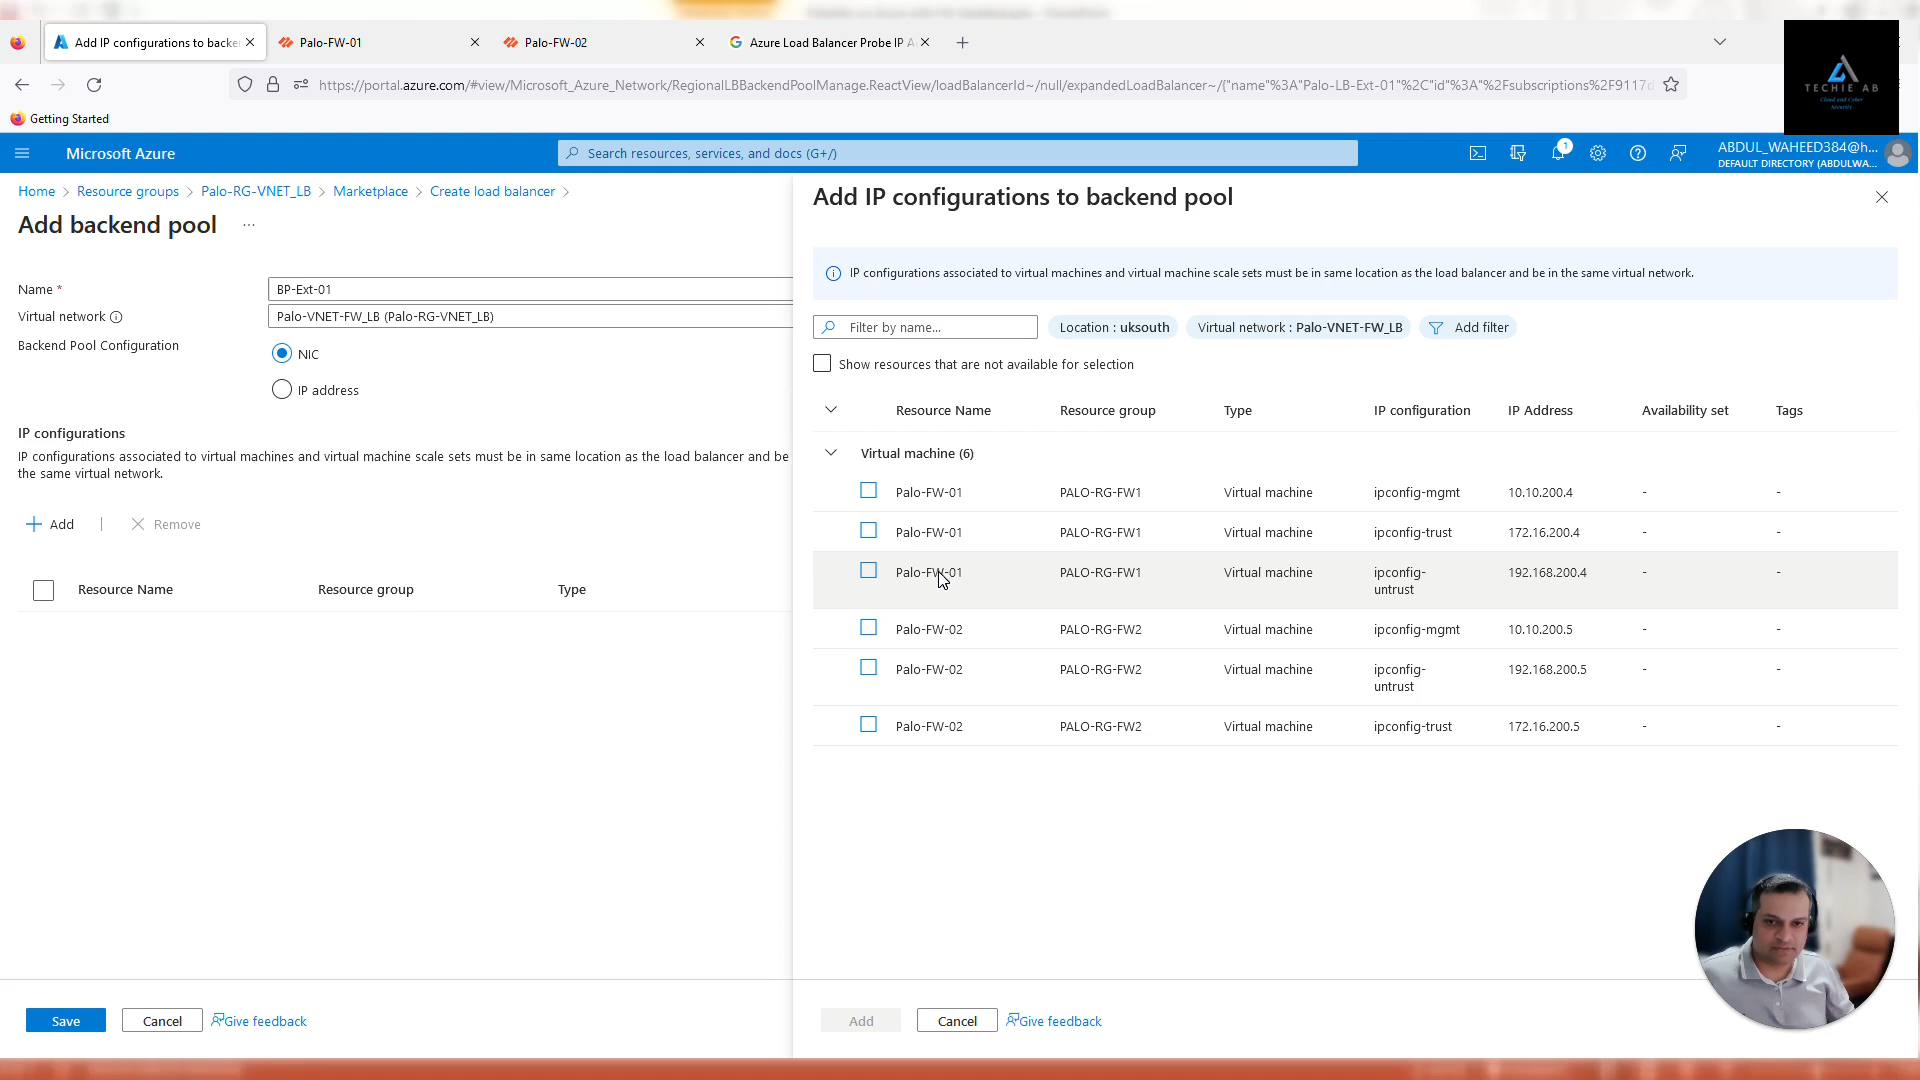 Add IP configurations to backe
Palo-FW-01
Palo-FW-02
Azure Load Balancer Probe IP A
https://portal.azure.com/#view/Microsoft_Azure_Network/RegionalLBBackendPoolManage.ReactView/loadBalancerId~/null/expandedLoadBalancer~/{"name"%3A"Palo-LB-Ext-01"%2C"id"%3A"%2Fsubscriptions%2F9117d
TECHIE AB
Cloud and Cyber
Security
Getting Started
Microsoft Azure
Search resources, services, and docs (G+/)
1
ABDUL_WAHEED384@h...
DEFAULT DIRECTORY (ABDULWA...
Home > Resource groups > Palo-RG-VNET_LB > Marketplace > Create load balancer >
Add backend pool ...
Name *
BP-Ext-01
Virtual network
Palo-VNET-FW_LB (Palo-RG-VNET_LB)
Backend Pool Configuration
NIC
IP address
IP configurations
IP configurations associated to virtual machines and virtual machine scale sets must be in same location as the load balancer and be
the same virtual network.
Add | Remove
Resource Name Resource group Type
Save Cancel Give feedback
Add IP configurations to backend pool
IP configurations associated to virtual machines and virtual machine scale sets must be in same location as the load balancer and be in the same virtual network.
Filter by name... Location : uksouth Virtual network : Palo-VNET-FW_LB Add filter
Show resources that are not available for selection
Resource Name Resource group Type IP configuration IP Address Availability set Tags
Virtual machine (6)
Palo-FW-01 PALO-RG-FW1 Virtual machine ipconfig-mgmt 10.10.200.4 - -
Palo-FW-01 PALO-RG-FW1 Virtual machine ipconfig-trust 172.16.200.4 - -
Palo-FW-01 PALO-RG-FW1 Virtual machine ipconfig- 192.168.200.4 - -
untrust
Palo-FW-02 PALO-RG-FW2 Virtual machine ipconfig-mgmt 10.10.200.5 - -
Palo-FW-02 PALO-RG-FW2 Virtual machine ipconfig- 192.168.200.5 - -
untrust
Palo-FW-02 PALO-RG-FW2 Virtual machine ipconfig-trust 172.16.200.5 - -
Add Cancel Give feedback